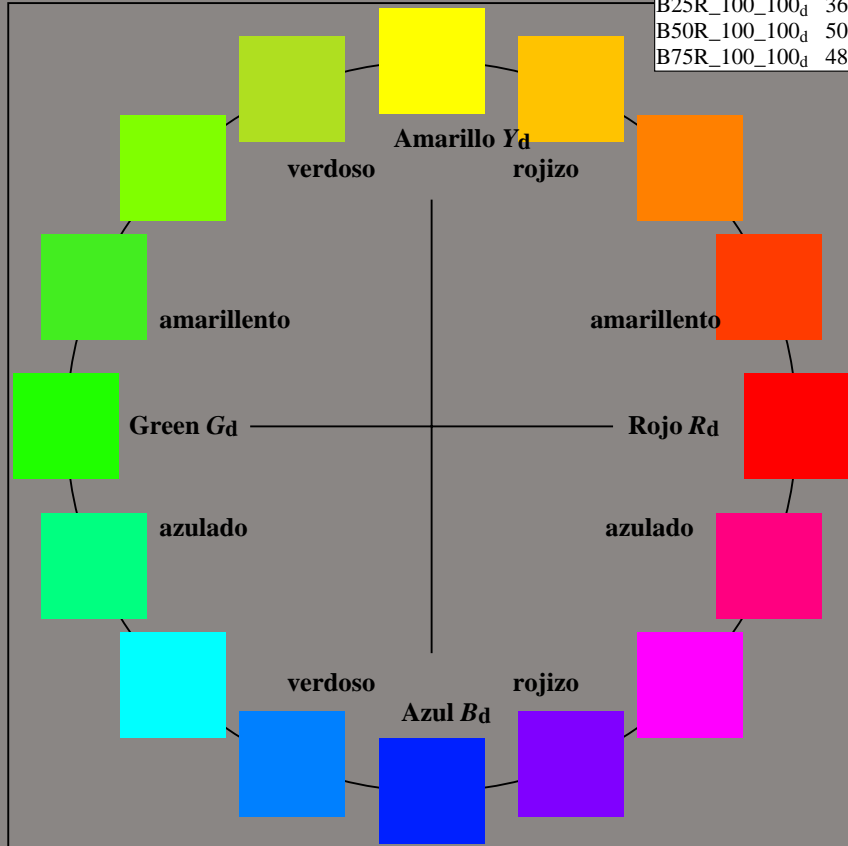 B25R_100_100d 36
B50R_100_100d 50
B75R_100_100d 48
Amarillo Yd
verdoso rojizo
amarillento amarillento
Green Gd Rojo Rd
azulado azulado
verdoso rojizo
Azul Bd